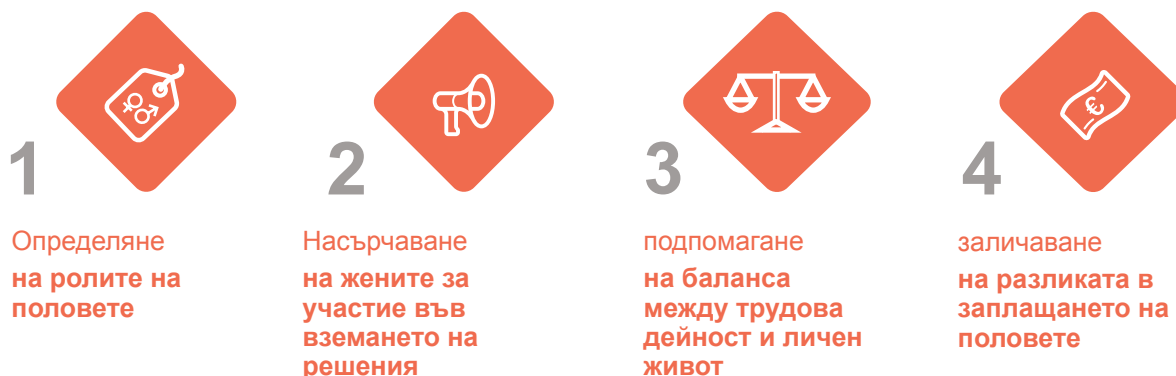 1
Определяне
на ролите на
половете
2
Насърчаване
на жените за
участие във
вземането на
решения
3
подпомагане
на баланса
между трудова
дейност и личен
живот
4
€
заличаване
на разликата в
заплащането на
половете